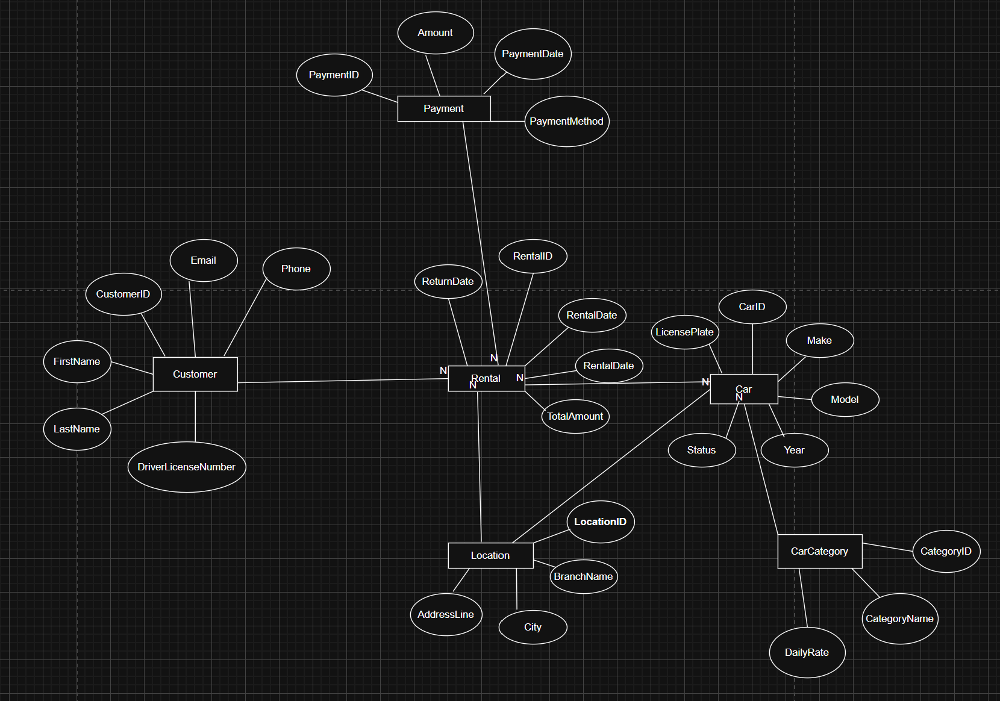 Amount
PaymentDate
PaymentID
Payment
PaymentMethod
Email
Phone
CustomerID
FirstName
Customer
LastName
DriverLicenseNumber
RentalID
ReturnDate
RentalDate
RentalDate
N
N
Rental
N
N
TotalAmount
CarID
LicensePlate
Make
N
Car
N
Model
Status
Year
LocationID
Location
BranchName
AddressLine
City
CarCategory
CategoryID
CategoryName
DailyRate